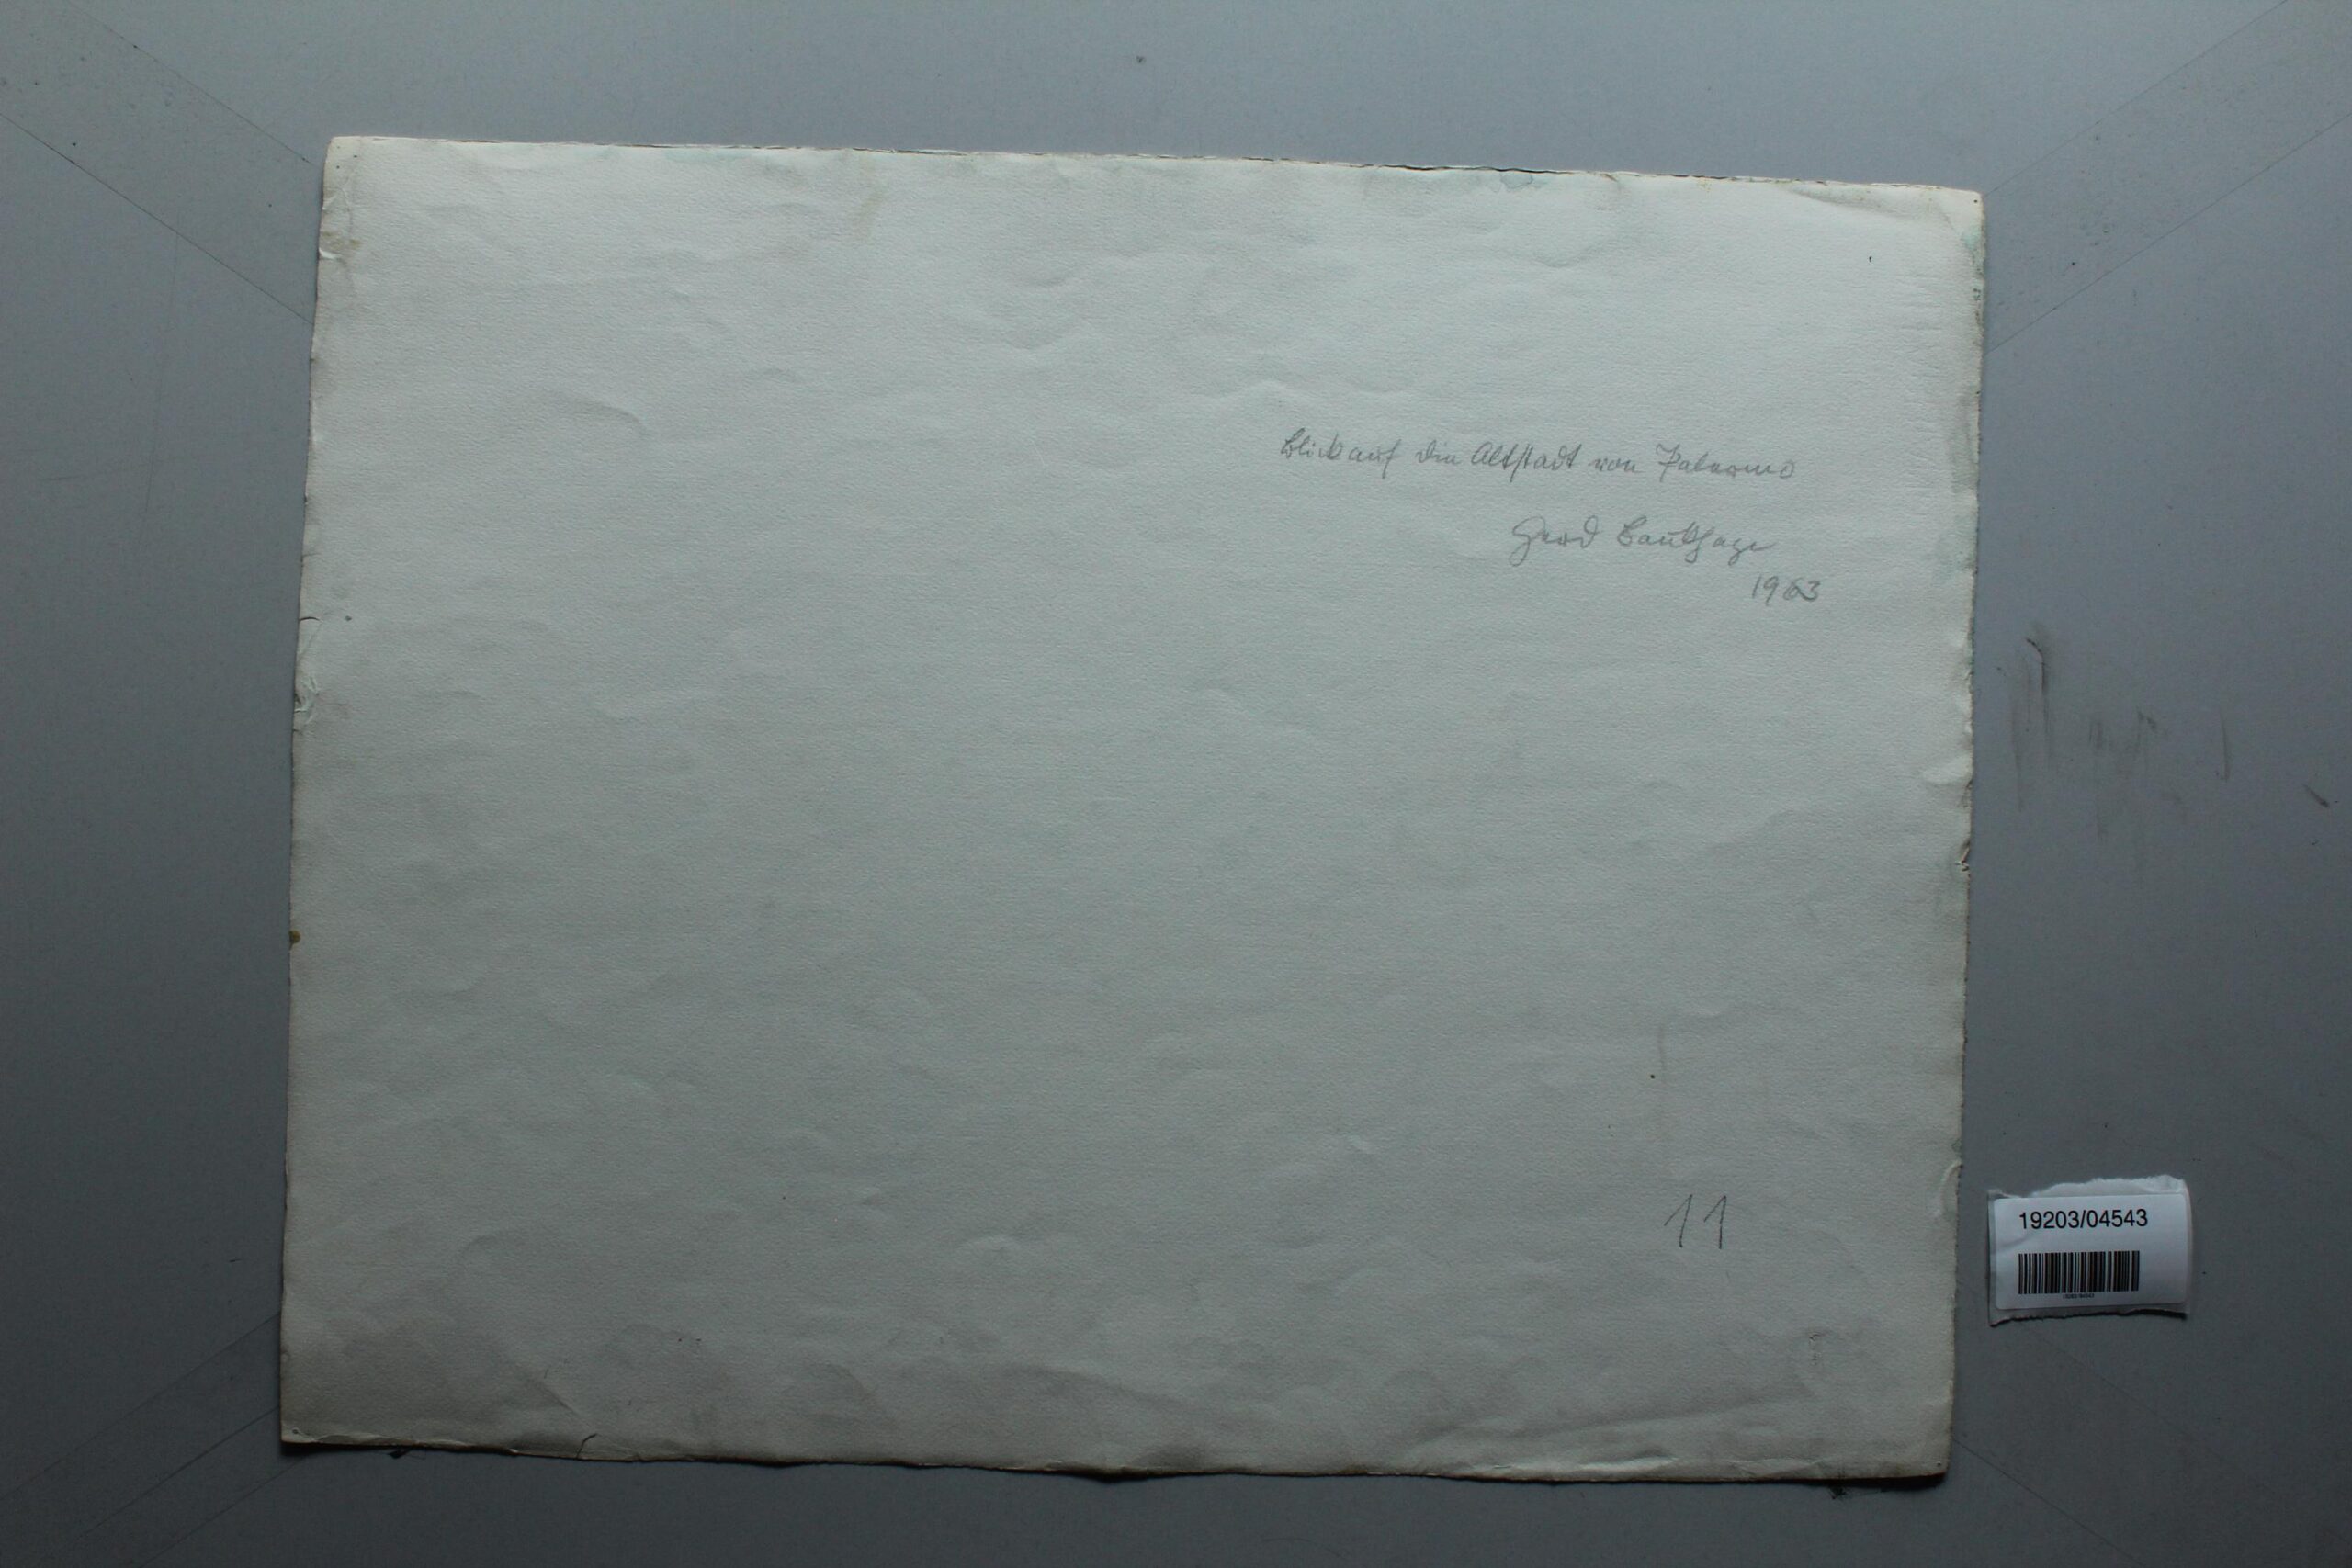 Blick auf die Altstadt von Palermo
Gerd Bauthage
1963
11
19203/04543